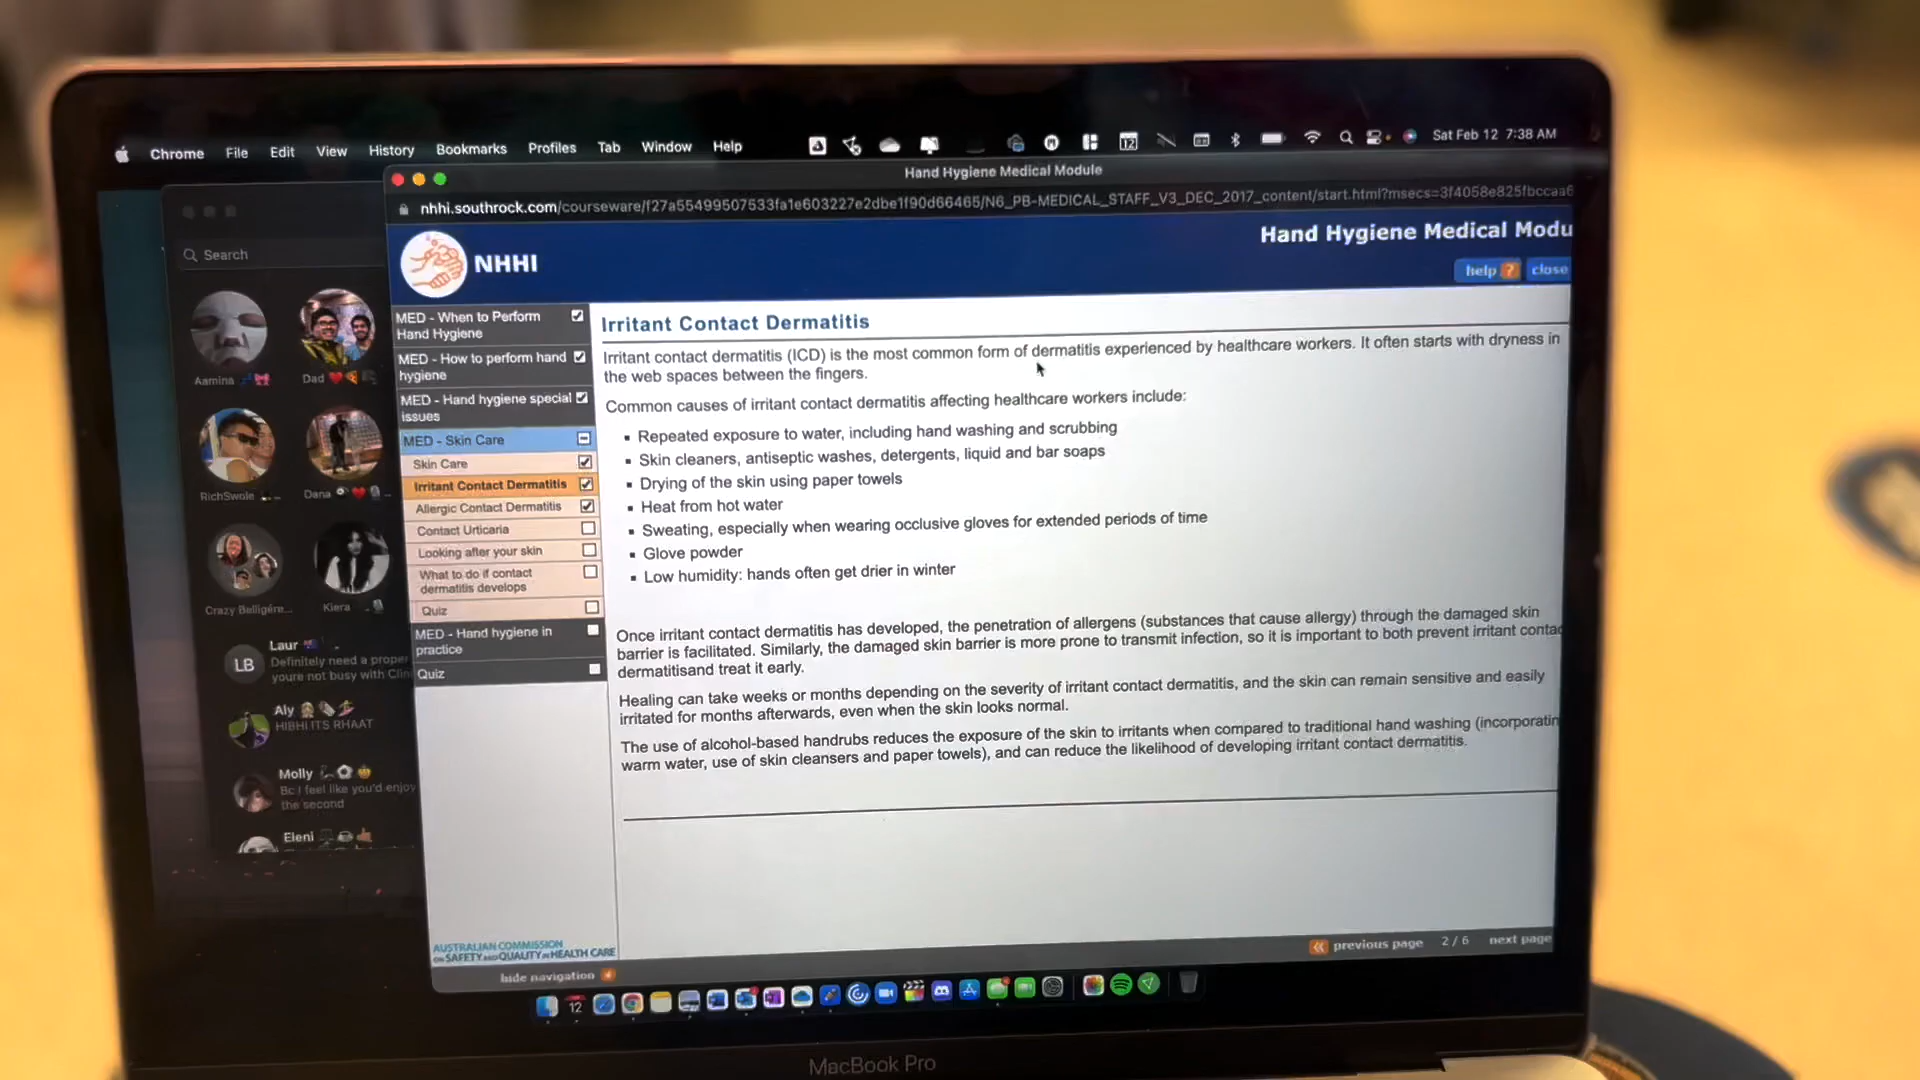 Chrome File Edit View History Bookmarks Profiles Tab Window Help 12 Sat Feb 12 7:38 AM
Hand Hygiene Medical Module
nhhi.southrock.com/courseware/f27a55499507533fa1e603227e2dbe1f90d66465/N6_PB-MEDICAL_STAFF_V3_DEC_2017_content/start.html?msecs=3f4058e825fbccaa6
NHHI
Hand Hygiene Medical Modu
help ? close
Search
Aamina
Dad
RichSwole
Dana
Crazy Belligére...
Kiera
Laur
LB
Definitely need a proper
youre not busy with Clin
Aly
HIBHI ITS RHAAT
Molly
Bc I feel like you'd enjoy
the second
Eleni
MED - When to Perform
Hand Hygiene
MED - How to perform hand
hygiene
MED - Hand hygiene special
issues
MED - Skin Care
Skin Care
Irritant Contact Dermatitis
Allergic Contact Dermatitis
Contact Urticaria
Looking after your skin
What to do if contact
dermatitis develops
Quiz
MED - Hand hygiene in
practice
Quiz
AUSTRALIAN COMMISSION
ON SAFETY AND QUALITY IN HEALTH CARE
hide navigation
Irritant Contact Dermatitis
Irritant contact dermatitis (ICD) is the most common form of dermatitis experienced by healthcare workers. It often starts with dryness in
the web spaces between the fingers.
Common causes of irritant contact dermatitis affecting healthcare workers include:
▪ Repeated exposure to water, including hand washing and scrubbing
▪ Skin cleaners, antiseptic washes, detergents, liquid and bar soaps
▪ Drying of the skin using paper towels
▪ Heat from hot water
▪ Sweating, especially when wearing occlusive gloves for extended periods of time
▪ Glove powder
▪ Low humidity: hands often get drier in winter
Once irritant contact dermatitis has developed, the penetration of allergens (substances that cause allergy) through the damaged skin
barrier is facilitated. Similarly, the damaged skin barrier is more prone to transmit infection, so it is important to both prevent irritant contac
dermatitisand treat it early.
Healing can take weeks or months depending on the severity of irritant contact dermatitis, and the skin can remain sensitive and easily
irritated for months afterwards, even when the skin looks normal.
The use of alcohol-based handrubs reduces the exposure of the skin to irritants when compared to traditional hand washing (incorporatin
warm water, use of skin cleansers and paper towels), and can reduce the likelihood of developing irritant contact dermatitis.
previous page 2 / 6 next page
12
MacBook Pro